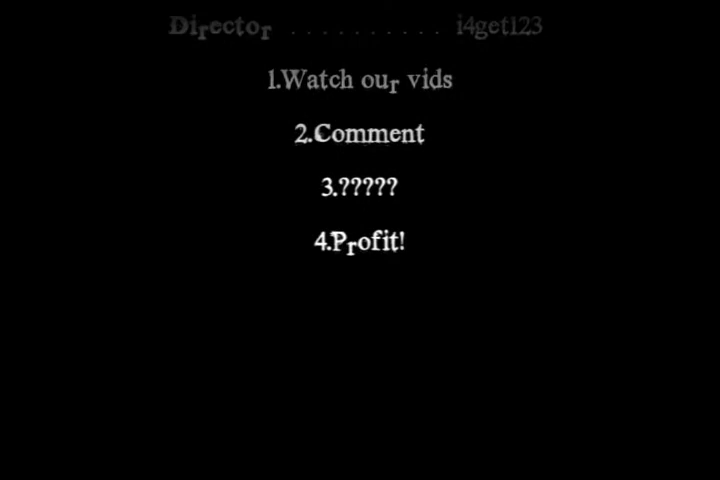 Director .......... i4get123
1.Watch our vids
2.Comment
3.?????
4.Profit!